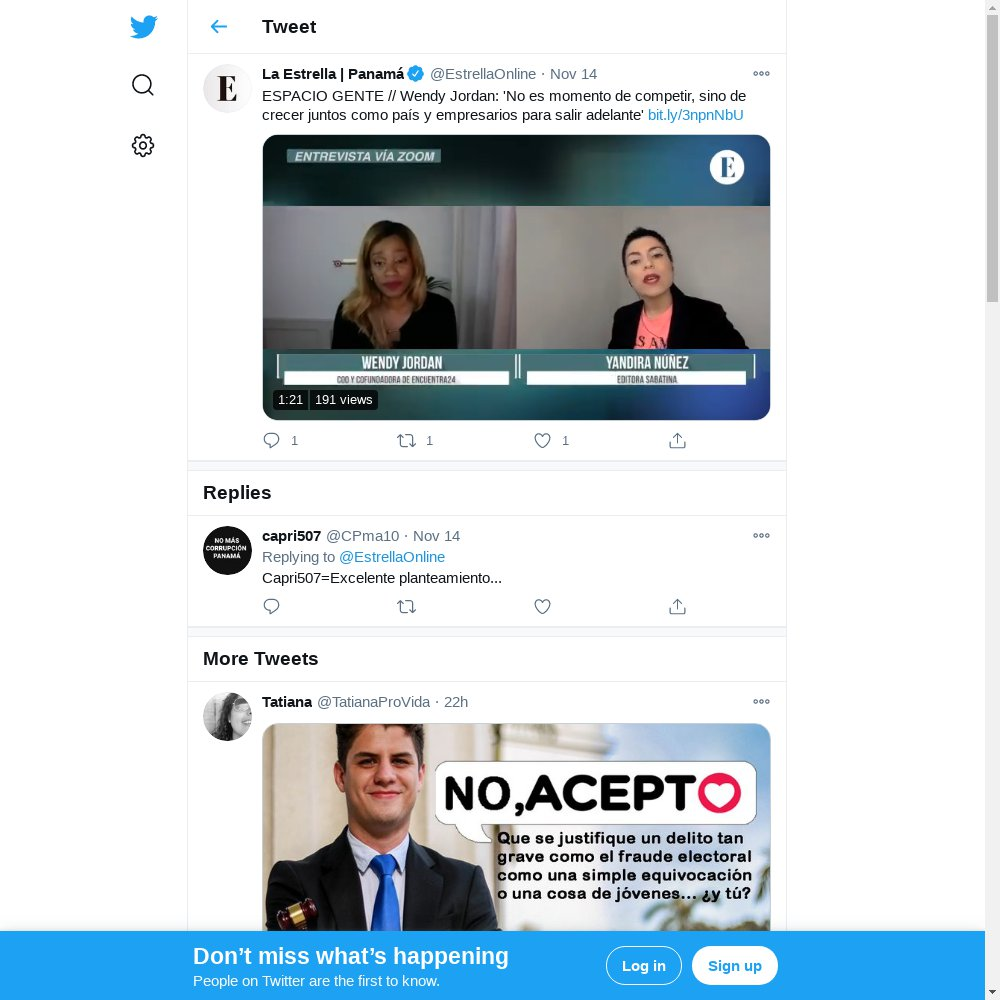 Tweet
E
La Estrella | Panamá @EstrellaOnline · Nov 14
ESPACIO GENTE // Wendy Jordan: 'No es momento de competir, sino de
crecer juntos como país y empresarios para salir adelante' bit.ly/3npnNbU
ENTREVISTA VÍA ZOOM
E
S AM
WENDY JORDAN
COO Y COFUNDADORA DE ENCUENTRA24
YANDIRA NÚÑEZ
EDITORA SABATINA
1:21 191 views
1 1 1
Replies
NO MÁS
CORRUPCIÓN
PANAMÁ
capri507 @CPma10 · Nov 14
Replying to @EstrellaOnline
Capri507=Excelente planteamiento...
More Tweets
Tatiana @TatianaProVida · 22h
NO,ACEPTO
Que se justifique un delito tan
grave como el fraude electoral
como una simple equivocación
o una cosa de jóvenes... ¿y tú?
Don’t miss what’s happening
People on Twitter are the first to know.
Log in
Sign up